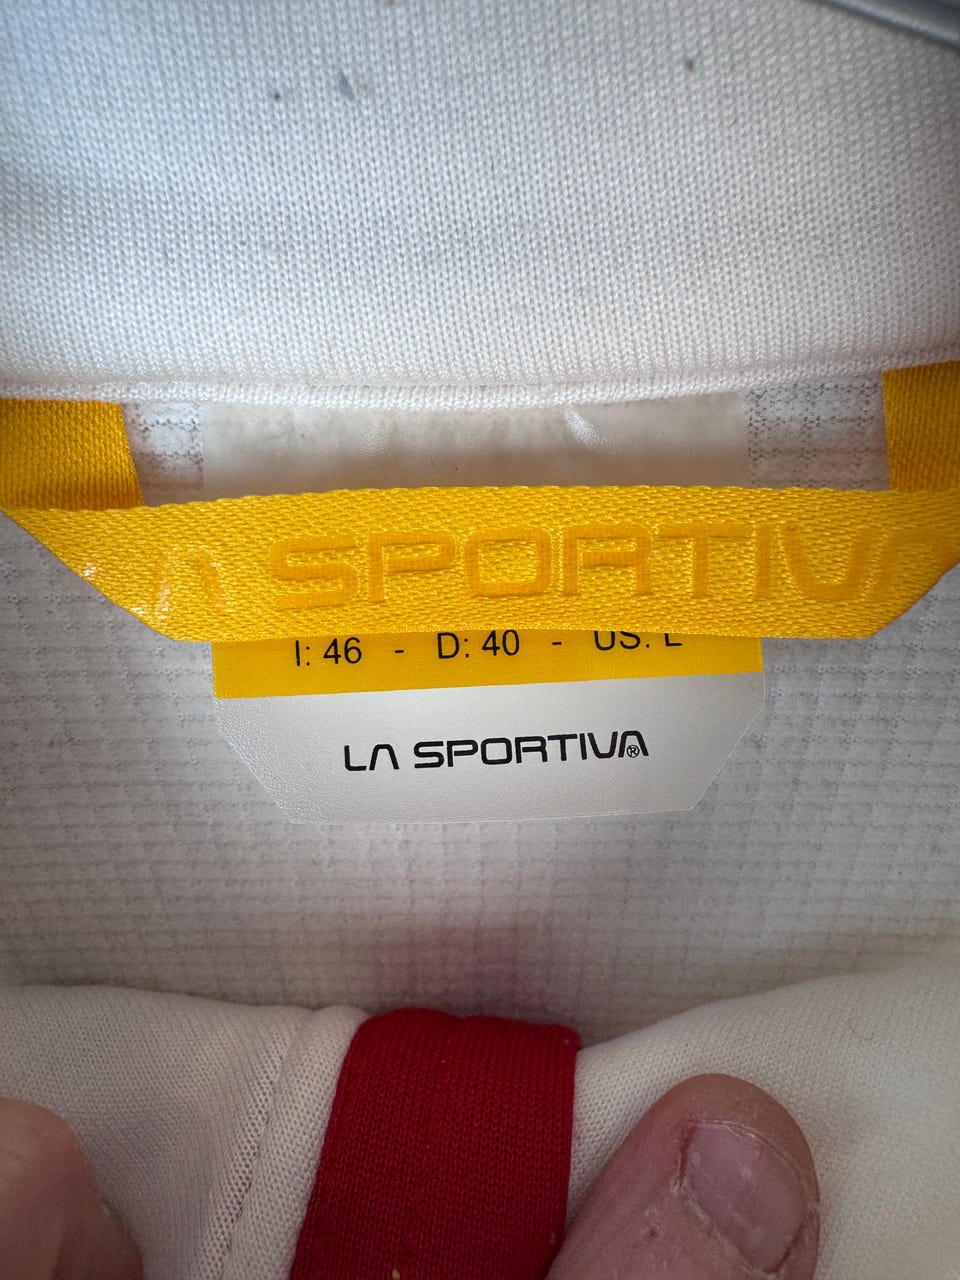 LA SPORTIVA
I: 46 - D: 40 - US: L
LA SPORTIVA®